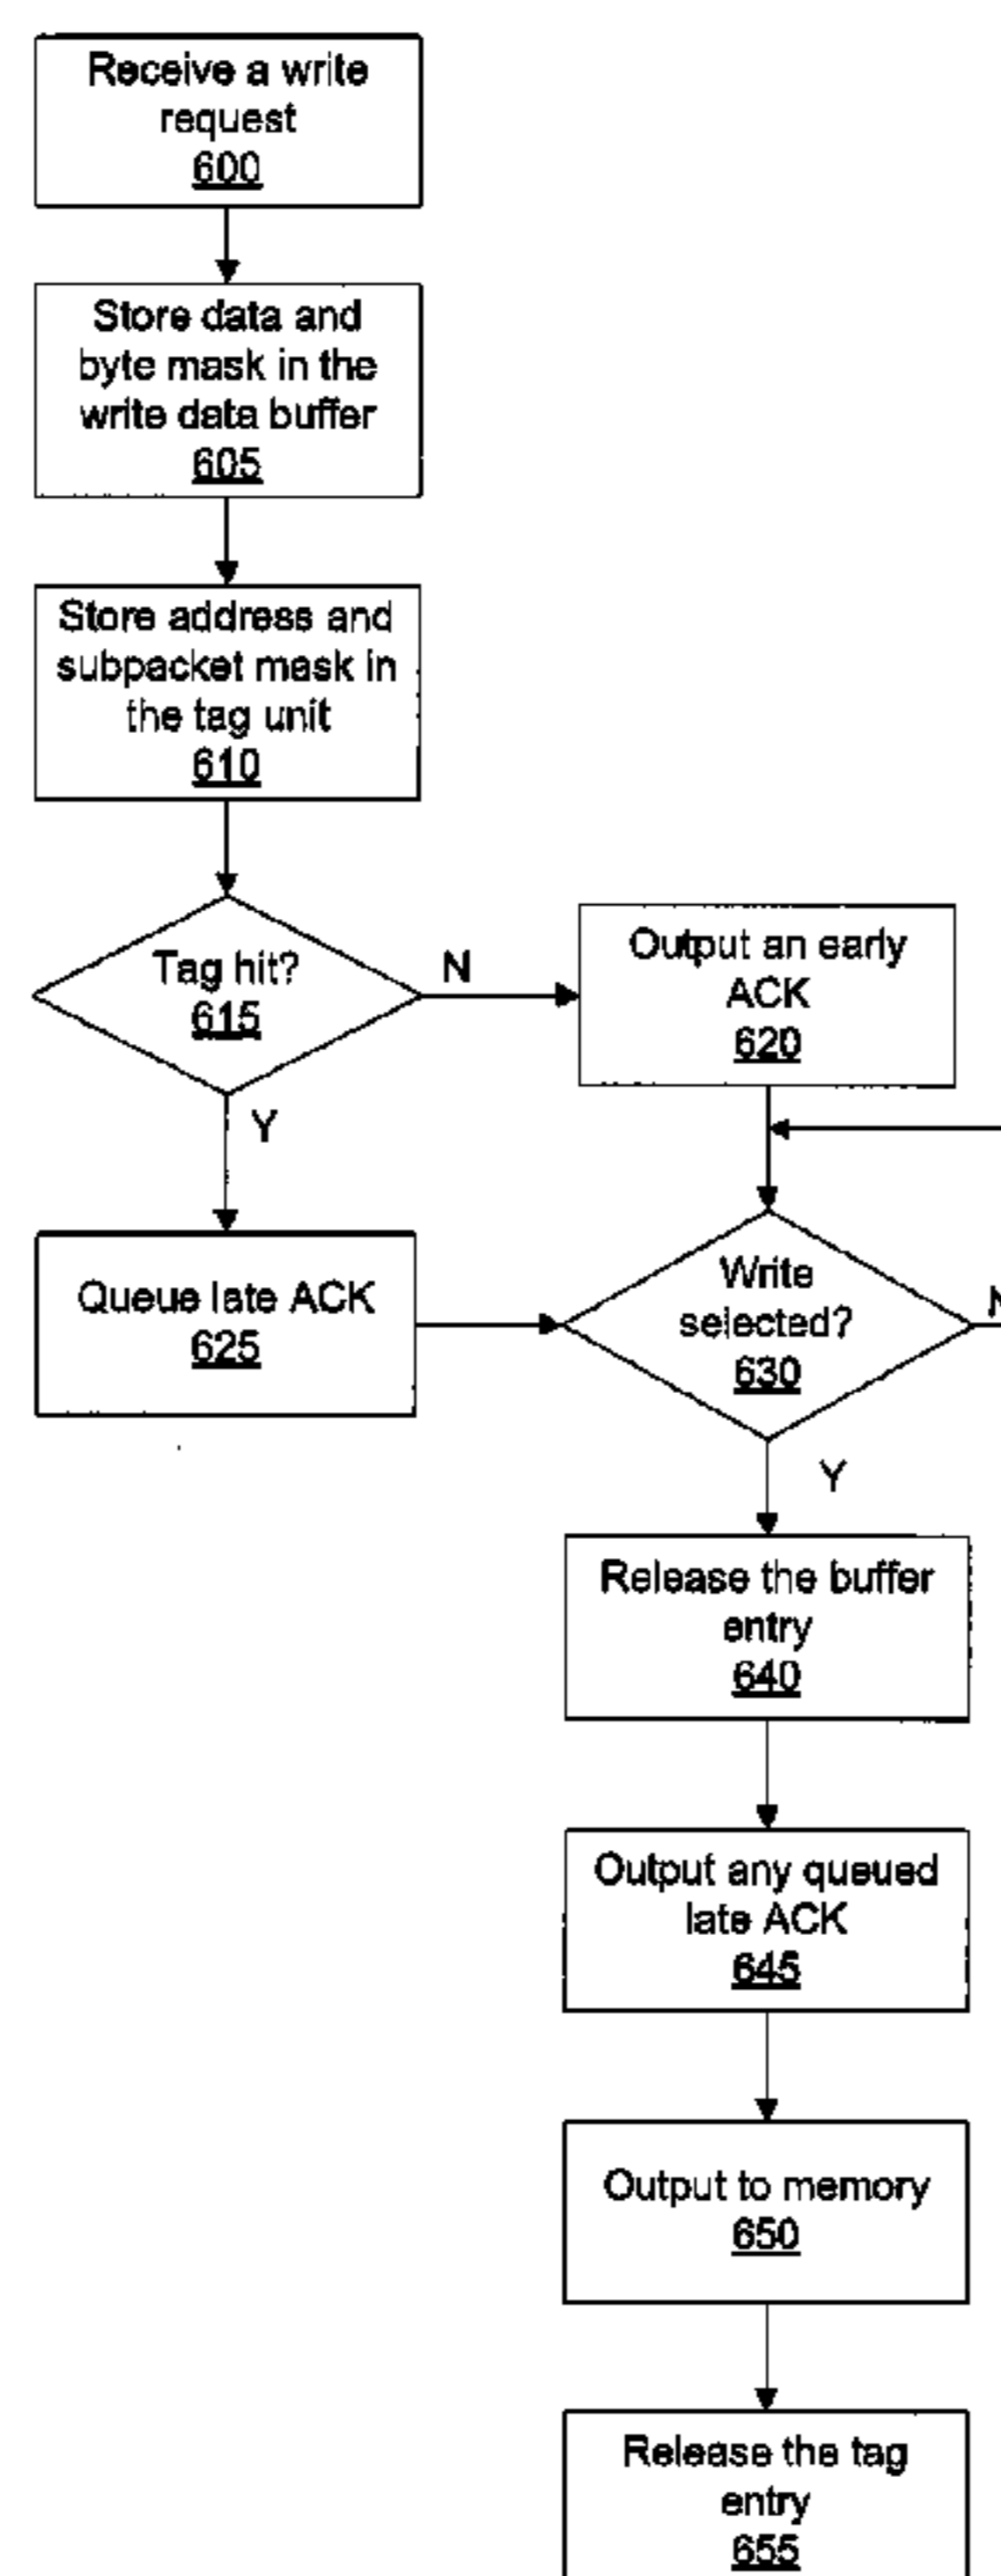 Receive a write
request
600
Store data and
byte mask in the
write data buffer
605
Store address and
subpacket mask in
the tag unit
610
Tag hit?
615
N
Output an early
ACK
620
Y
Queue late ACK
625
Write
selected?
630
N
Y
Release the buffer
entry
640
Output any queued
late ACK
645
Output to memory
650
Release the tag
entry
655